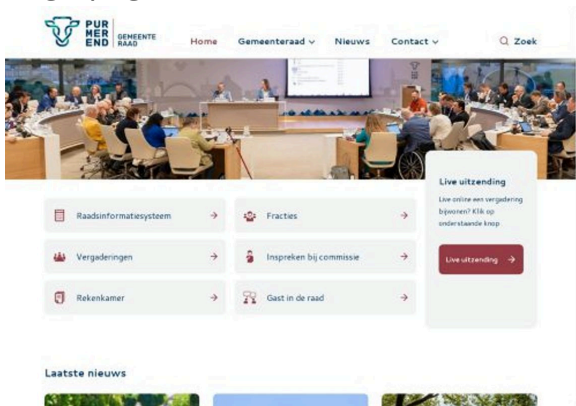 PUR
MER
END
GEMEENTE
RAAD
Home
Gemeenteraad
Nieuws
Contact
Zoek
Live uitzending
Live online een vergadering
bijwonen? Klik op
onderstaande knop
Live uitzending
Raadsinformatiesysteem
Fracties
Vergaderingen
Inspreken bij commissie
Rekenkamer
Gast in de raad
Laatste nieuws